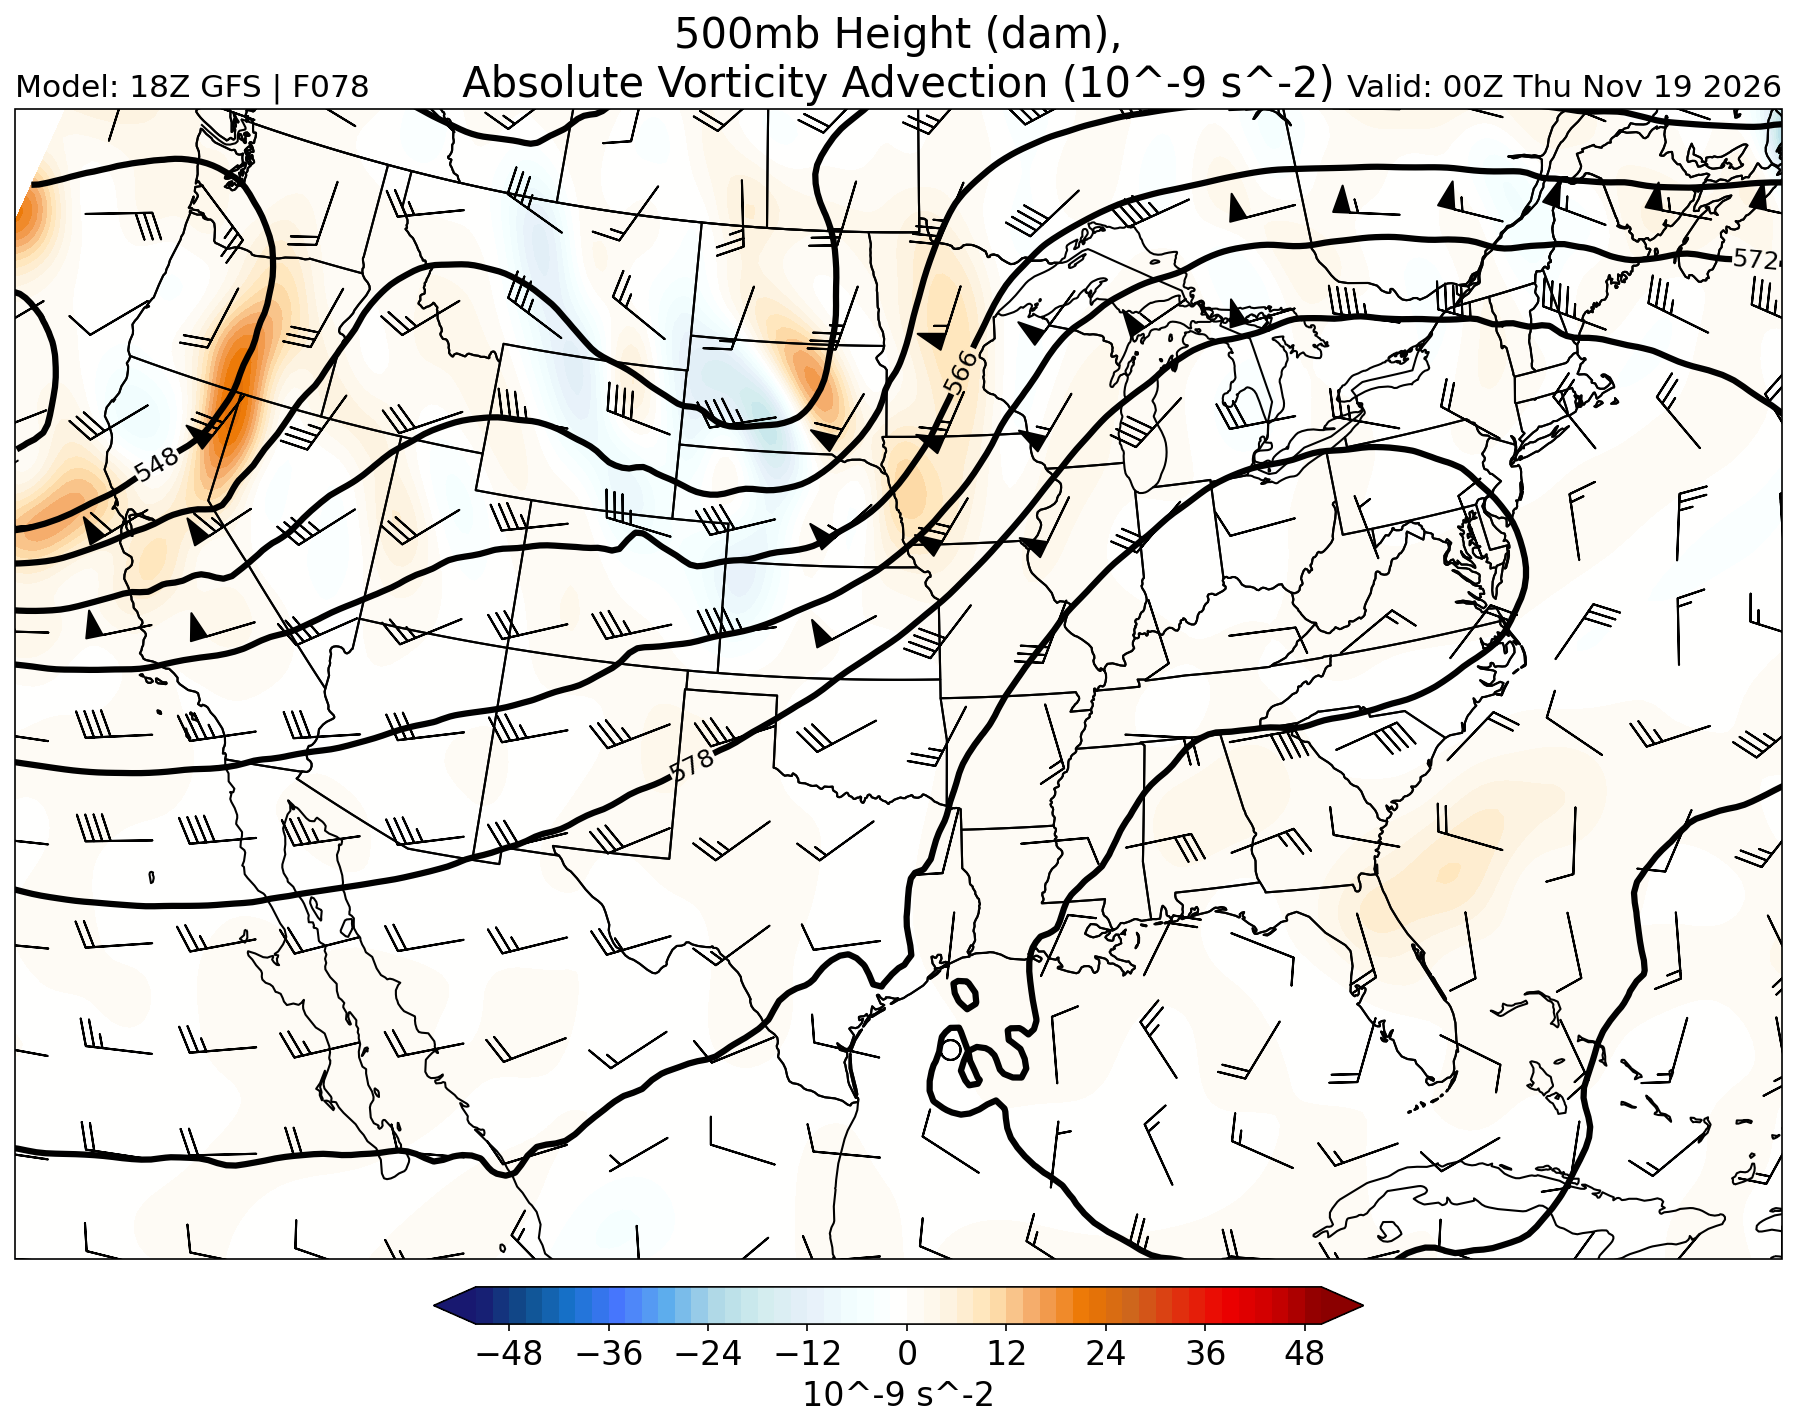 500mb Height (dam),
Model: 18Z GFS | F078
Absolute Vorticity Advection (10^-9 s^-2)
Valid: 00Z Thu Nov 19 2026
572
566
548
578
−48 −36 −24 −12 0 12 24 36 48
10^-9 s^-2